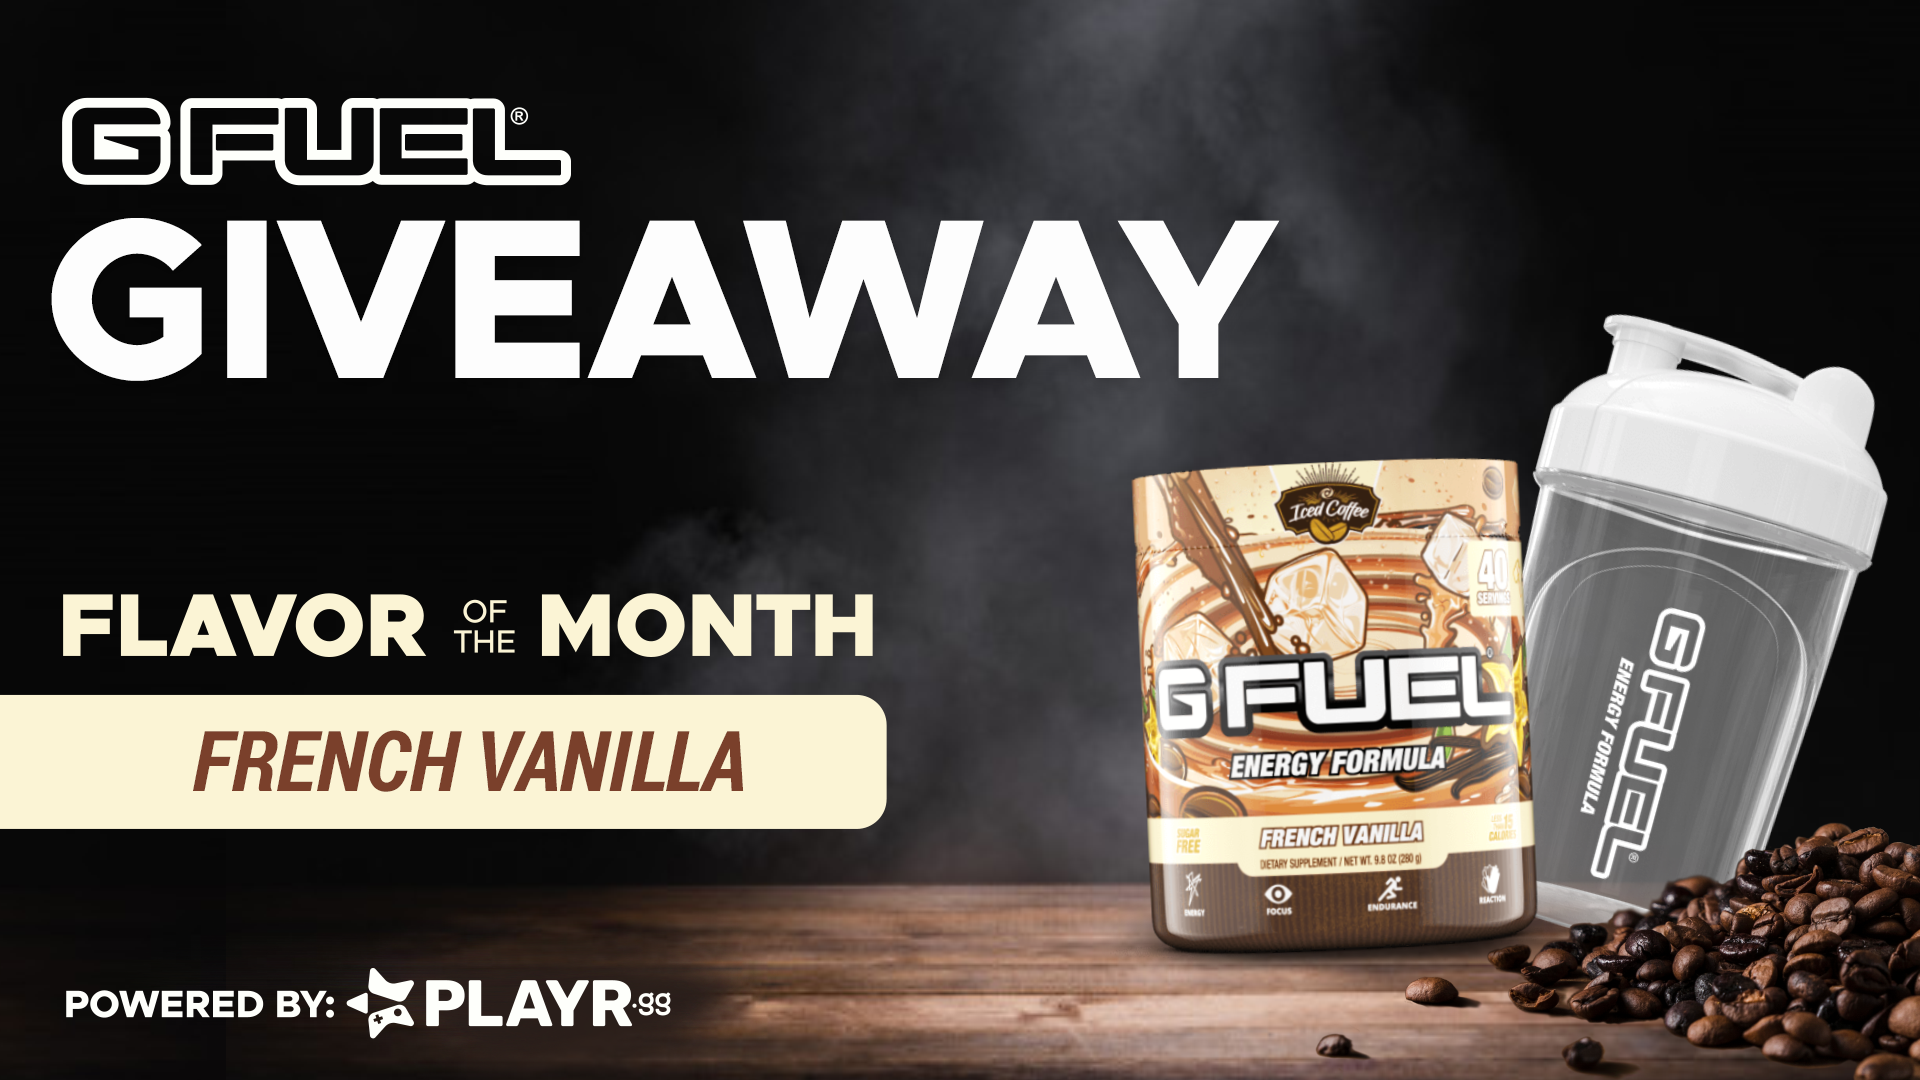 G FUEL®
GIVEAWAY
FLAVOR OF THE MONTH
FRENCH VANILLA
POWERED BY: PLAYR.gg
Iced Coffee
40
SERVINGS
G FUEL
ENERGY FORMULA
SUGAR
FREE
FRENCH VANILLA
15
CALORIES
DIETARY SUPPLEMENT / NET WT. 9.8 OZ (280 g)
ENERGY
FOCUS
ENDURANCE
REACTION
G FUEL®
ENERGY FORMULA